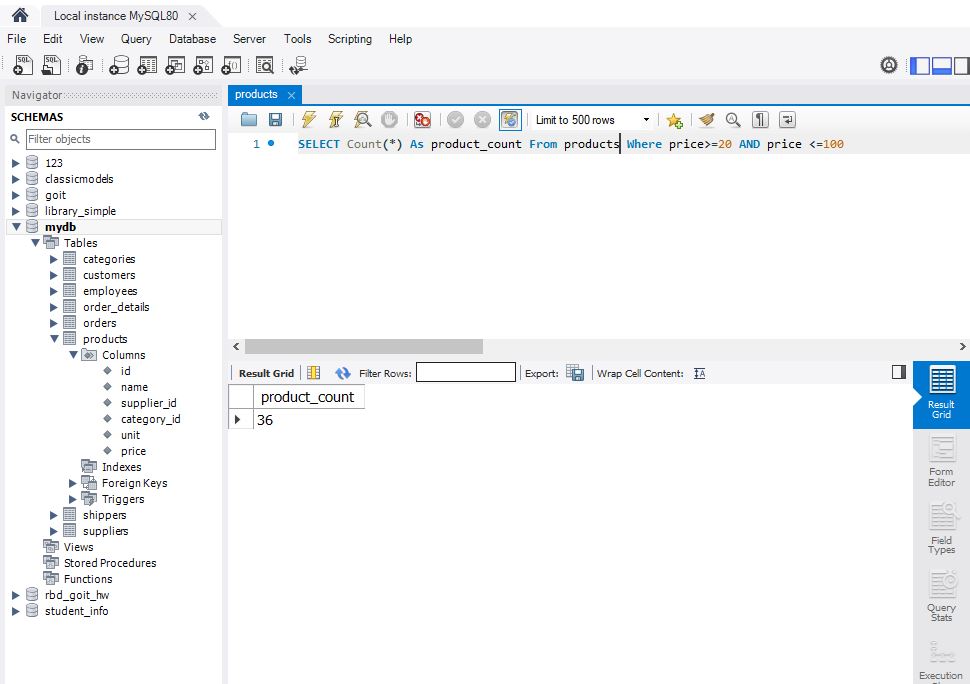 Local instance MySQL80
File Edit View Query Database Server Tools Scripting Help
Navigator
SCHEMAS
Filter objects
123
classicmodels
goit
library_simple
mydb
Tables
categories
customers
employees
order_details
orders
products
Columns
id
name
supplier_id
category_id
unit
price
Indexes
Foreign Keys
Triggers
shippers
suppliers
Views
Stored Procedures
Functions
rbd_goit_hw
student_info
products
Limit to 500 rows
1 SELECT Count(*) As product_count From products Where price>=20 AND price <=100
Result Grid Filter Rows: Export: Wrap Cell Content:
product_count
36
Result
Grid
Form
Editor
Field
Types
Query
Stats
Execution